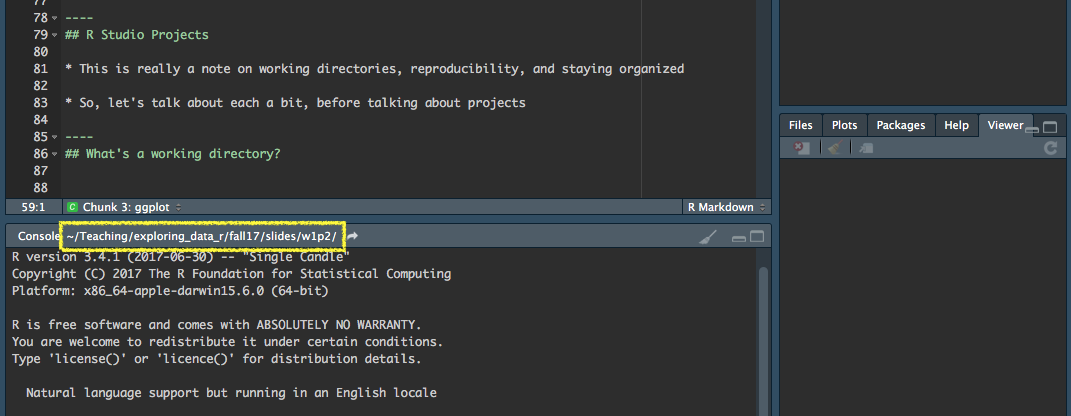 77
78 ----
79 ## R Studio Projects
80
81 * This is really a note on working directories, reproducibility, and staying organized
82
83 * So, let's talk about each a bit, before talking about projects
84
85 ----
86 ## What's a working directory?
87
88
59:1 C Chunk 3: ggplot R Markdown
Console ~/Teaching/exploring_data_r/fall17/slides/w1p2/
R version 3.4.1 (2017-06-30) -- "Single Candle"
Copyright (C) 2017 The R Foundation for Statistical Computing
Platform: x86_64-apple-darwin15.6.0 (64-bit)
R is free software and comes with ABSOLUTELY NO WARRANTY.
You are welcome to redistribute it under certain conditions.
Type 'license()' or 'licence()' for distribution details.
Natural language support but running in an English locale
Files Plots Packages Help Viewer